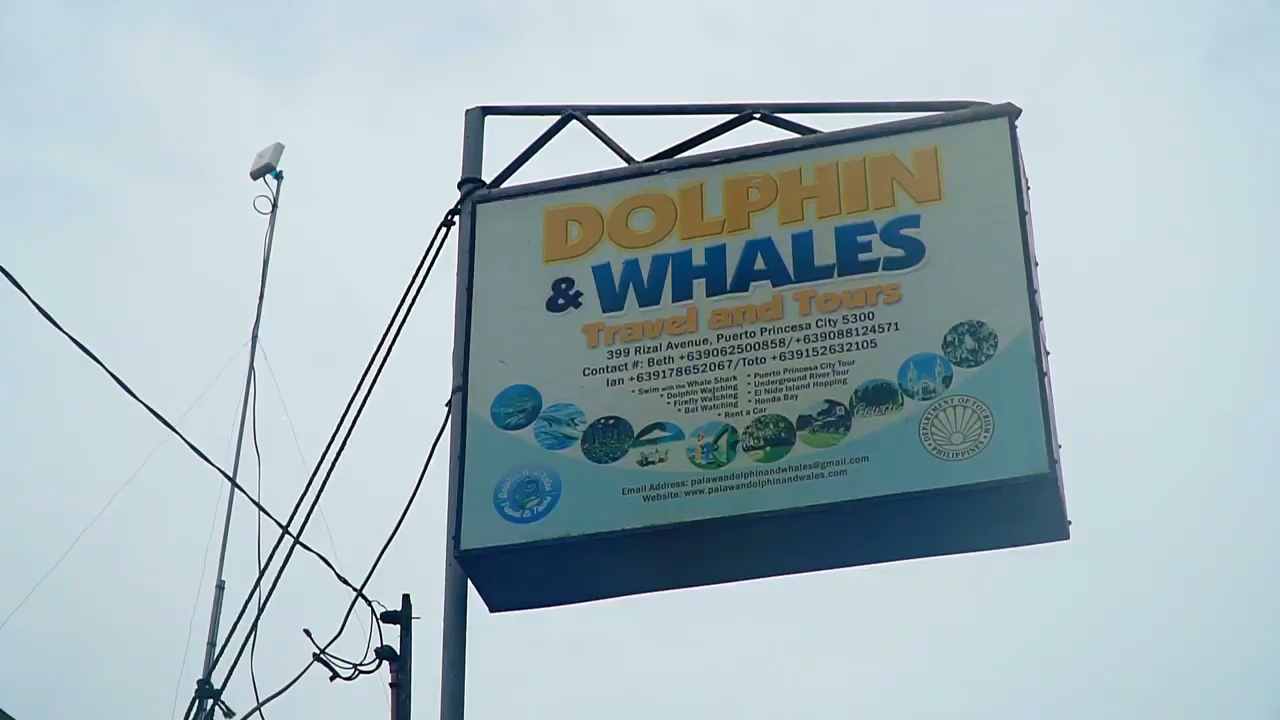 DOLPHIN
& WHALES
Travel and Tours
399 Rizal Avenue, Puerto Princesa City 5300
Contact #: Beth +639062500858/+639088124571
Ian +639178652067/Toto +639152632105
• Swim with the Whale Shark
• Dolphin Watching
• Firefly Watching
• Bat Watching
• Puerto Princesa City Tour
• Underground River Tour
• El Nido Island Hopping
• Honda Bay
• Rent a Car
DEPARTMENT OF TOURISM
PHILIPPINES
Travel & Tours
Email Address: palawandolphinandwhales@gmail.com
Website: www.palawandolphinandwales.com